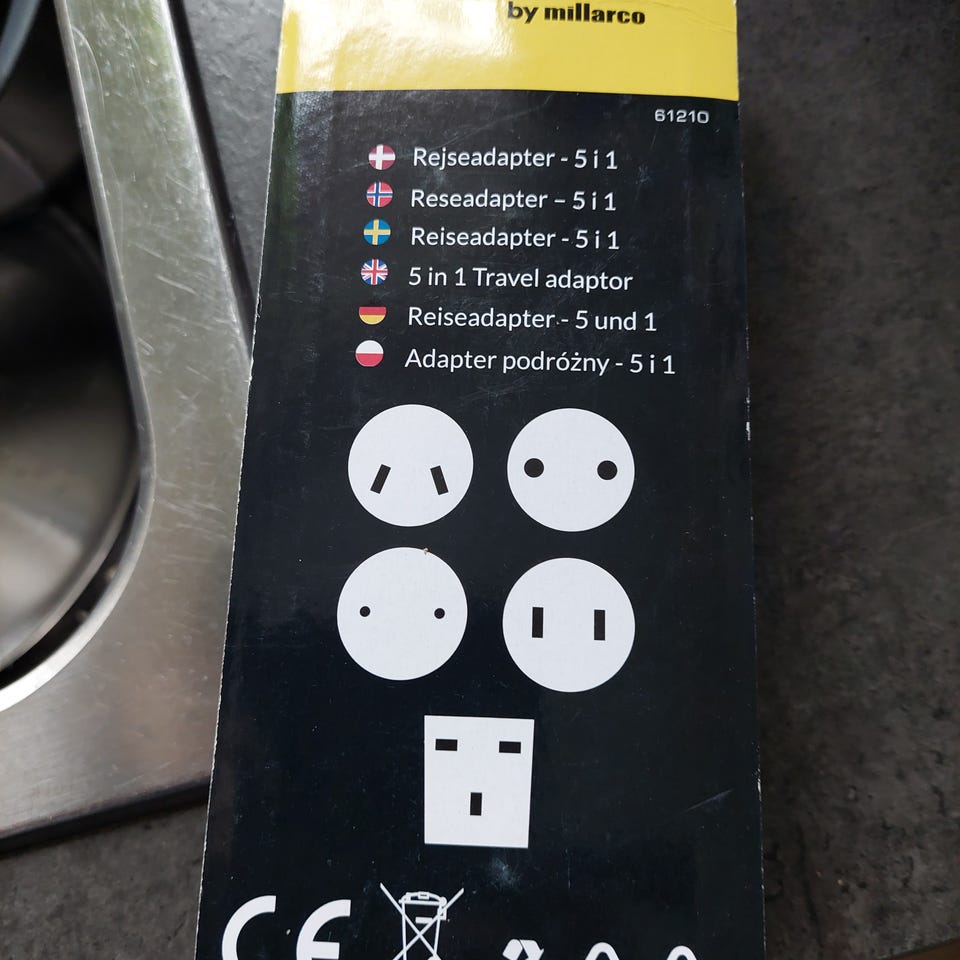 by millarco
61210
Rejseadapter - 5 i 1
Reseadapter – 5 i 1
Reiseadapter - 5 i 1
5 in 1 Travel adaptor
Reiseadapter - 5 und 1
Adapter podróżny - 5 i 1
CE